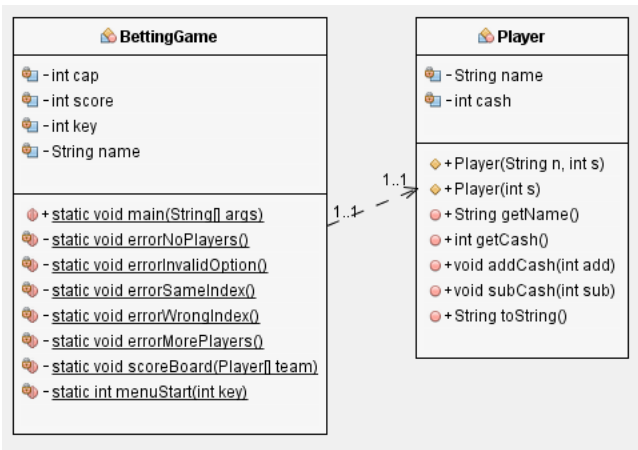 BettingGame
- int cap
- int score
- int key
- String name
+ static void main(String[] args)
- static void errorNoPlayers()
- static void errorInvalidOption()
- static void errorSameIndex()
- static void errorWrongIndex()
- static void errorMorePlayers()
- static void scoreBoard(Player[] team)
- static int menuStart(int key)
1..1
1..1
Player
- String name
- int cash
+ Player(String n, int s)
+ Player(int s)
+ String getName()
+ int getCash()
+ void addCash(int add)
+ void subCash(int sub)
+ String toString()